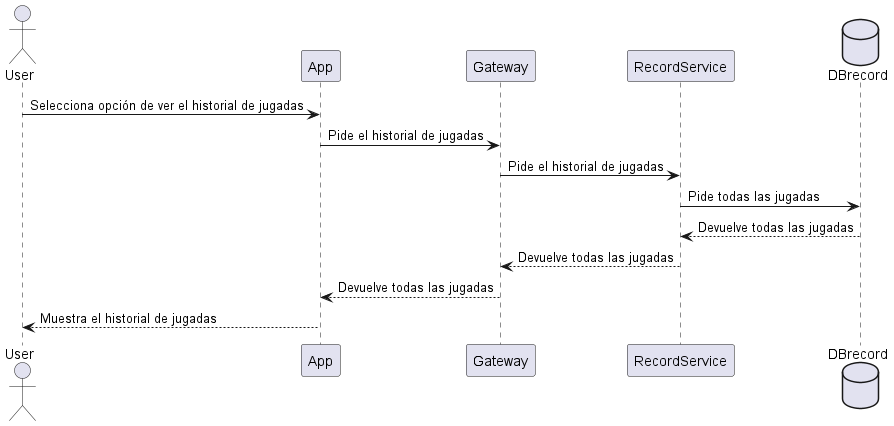 User
App
Gateway
RecordService
DBrecord
Selecciona opción de ver el historial de jugadas
Pide el historial de jugadas
Pide el historial de jugadas
Pide todas las jugadas
Devuelve todas las jugadas
Devuelve todas las jugadas
Devuelve todas las jugadas
Muestra el historial de jugadas
User
App
Gateway
RecordService
DBrecord